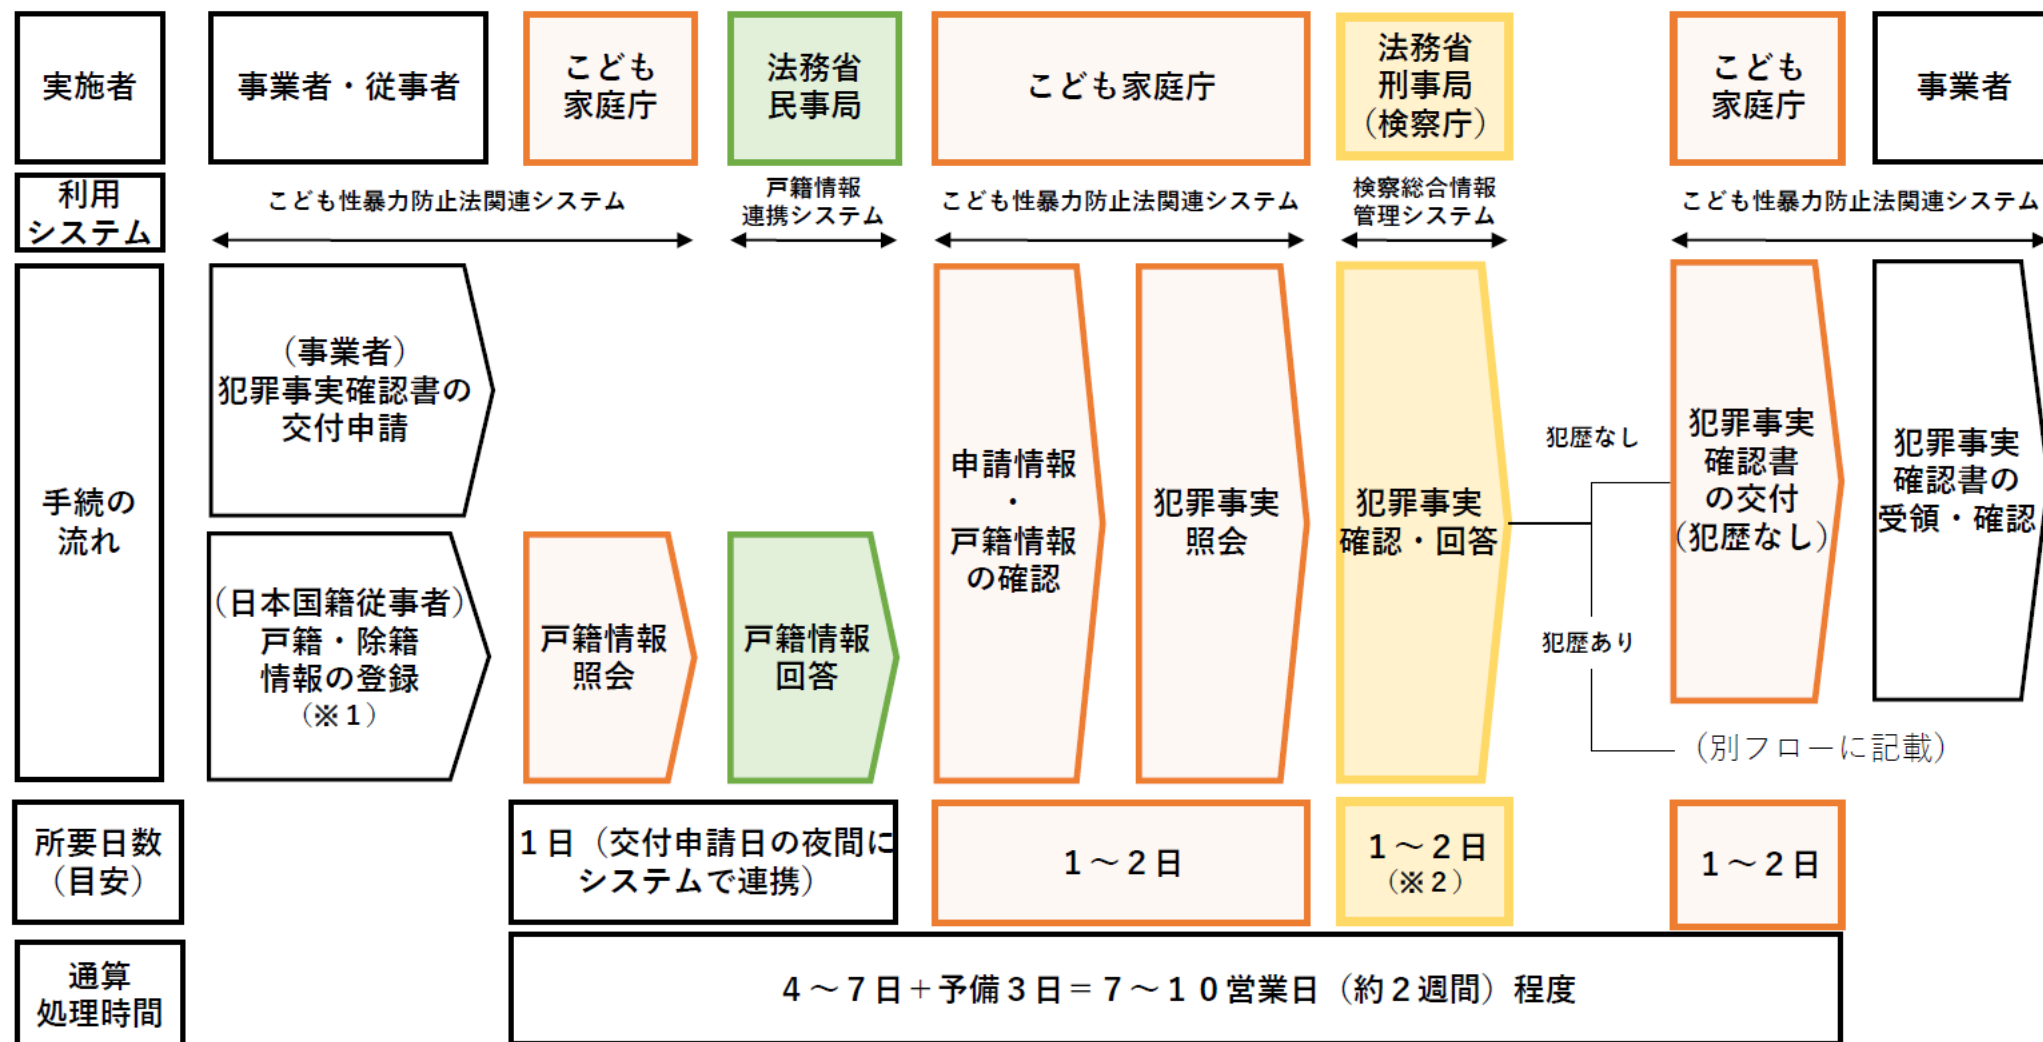 実施者
事業者・従事者
こども
家庭庁
法務省
民事局
こども家庭庁
法務省
刑事局
（検察庁）
こども
家庭庁
事業者
利用
システム
こども性暴力防止法関連システム
戸籍情報
連携システム
こども性暴力防止法関連システム
検察総合情報
管理システム
こども性暴力防止法関連システム
手続の
流れ
（事業者）
犯罪事実確認書の
交付申請
（日本国籍従事者）
戸籍・除籍
情報の登録
（※１）
戸籍情報
照会
戸籍情報
回答
申請情報
・
戸籍情報
の確認
犯罪事実
照会
犯罪事実
確認・回答
犯歴なし
犯歴あり
犯罪事実
確認書
の交付
（犯歴なし）
（別フローに記載）
犯罪事実
確認書の
受領・確認
所要日数
（目安）
１日（交付申請日の夜間に
システムで連携）
１～２日
１～２日
（※２）
１～２日
通算
処理時間
４～７日＋予備３日＝７～１０営業日（約２週間）程度